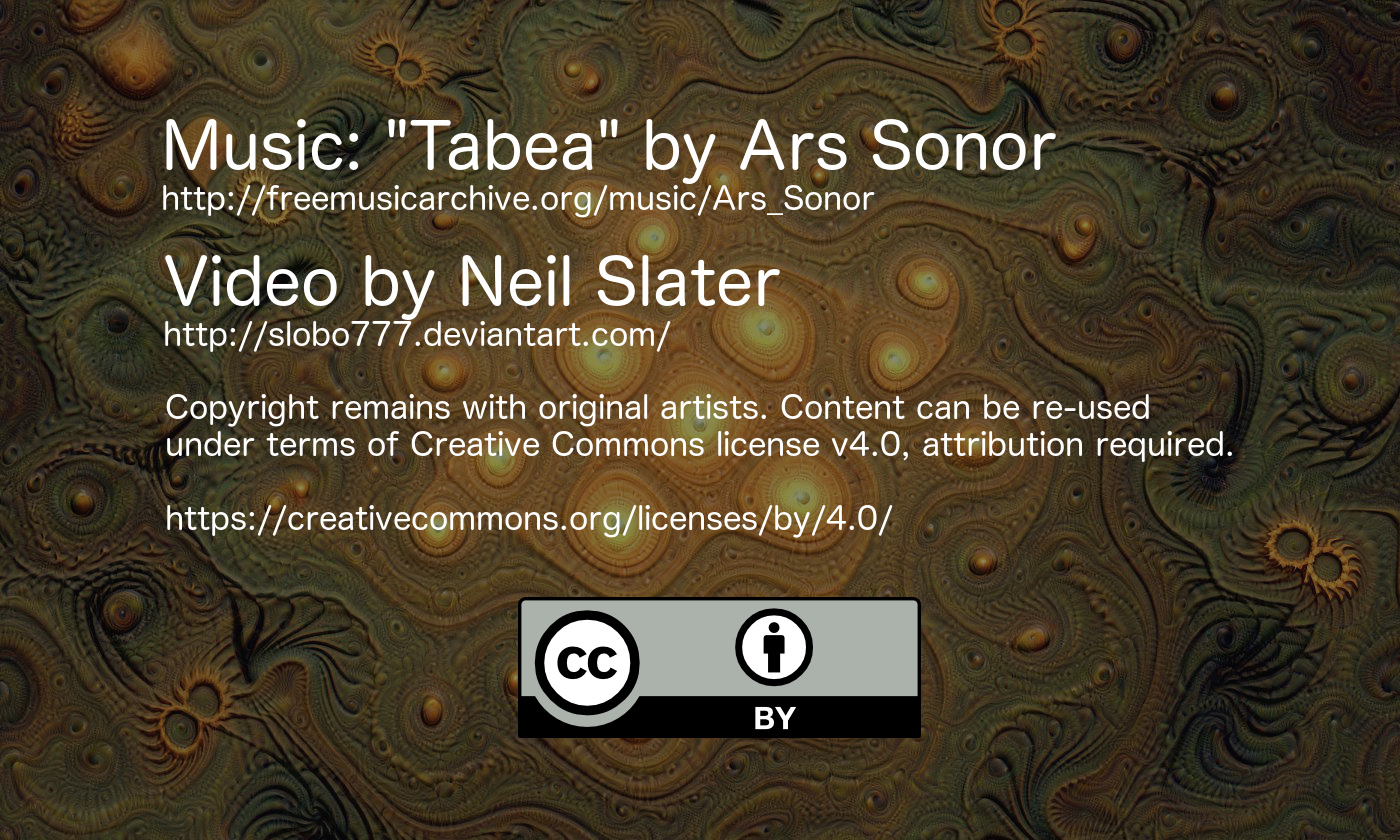 Music: "Tabea" by Ars Sonor
http://freemusicarchive.org/music/Ars_Sonor
Video by Neil Slater
http://slobo777.deviantart.com/
Copyright remains with original artists. Content can be re-used
under terms of Creative Commons license v4.0, attribution required.
https://creativecommons.org/licenses/by/4.0/
CC
BY